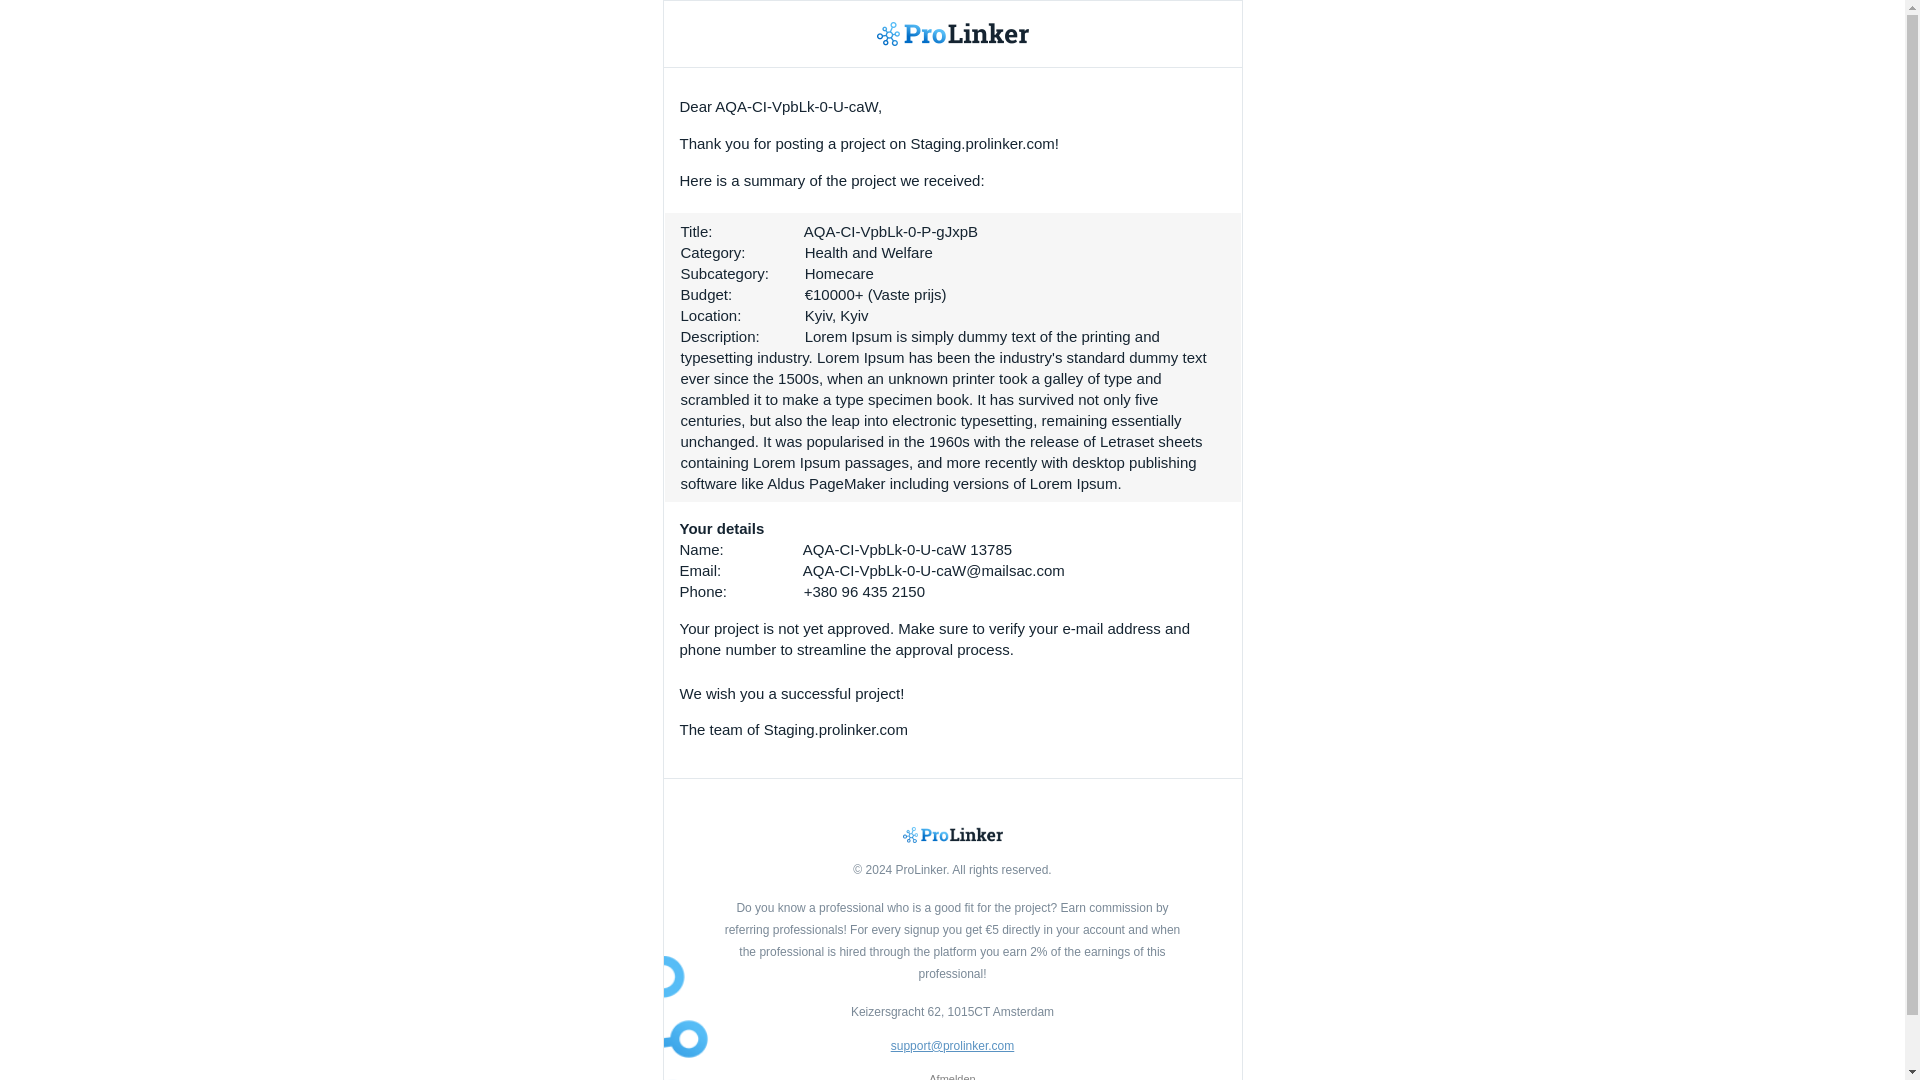 ProLinker
Dear AQA-CI-VpbLk-0-U-caW,
Thank you for posting a project on Staging.prolinker.com!
Here is a summary of the project we received:
Title: AQA-CI-VpbLk-0-P-gJxpB
Category: Health and Welfare
Subcategory: Homecare
Budget: €10000+ (Vaste prijs)
Location: Kyiv, Kyiv
Description: Lorem Ipsum is simply dummy text of the printing and
typesetting industry. Lorem Ipsum has been the industry's standard dummy text
ever since the 1500s, when an unknown printer took a galley of type and
scrambled it to make a type specimen book. It has survived not only five
centuries, but also the leap into electronic typesetting, remaining essentially
unchanged. It was popularised in the 1960s with the release of Letraset sheets
containing Lorem Ipsum passages, and more recently with desktop publishing
software like Aldus PageMaker including versions of Lorem Ipsum.
Your details
Name: AQA-CI-VpbLk-0-U-caW 13785
Email: AQA-CI-VpbLk-0-U-caW@mailsac.com
Phone: +380 96 435 2150
Your project is not yet approved. Make sure to verify your e-mail address and
phone number to streamline the approval process.
We wish you a successful project!
The team of Staging.prolinker.com
ProLinker
© 2024 ProLinker. All rights reserved.
Do you know a professional who is a good fit for the project? Earn commission by
referring professionals! For every signup you get €5 directly in your account and when
the professional is hired through the platform you earn 2% of the earnings of this
professional!
Keizersgracht 62, 1015CT Amsterdam
support@prolinker.com
Afmelden